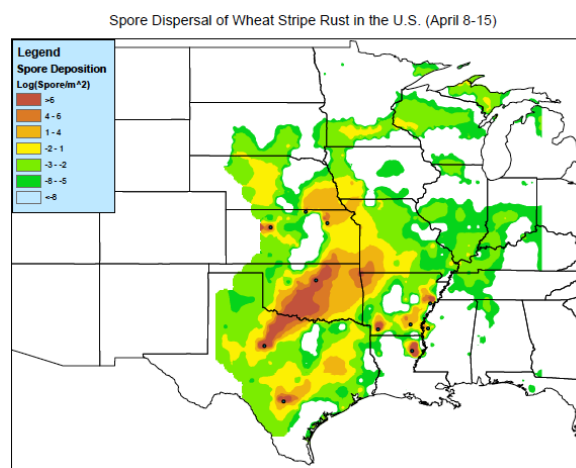 Spore Dispersal of Wheat Stripe Rust in the U.S. (April 8-15)
Legend
Spore Deposition
Log(Spore/m^2)
>6
4 - 6
1 - 4
-2 - 1
-3 - -2
-8 - -5
<-8